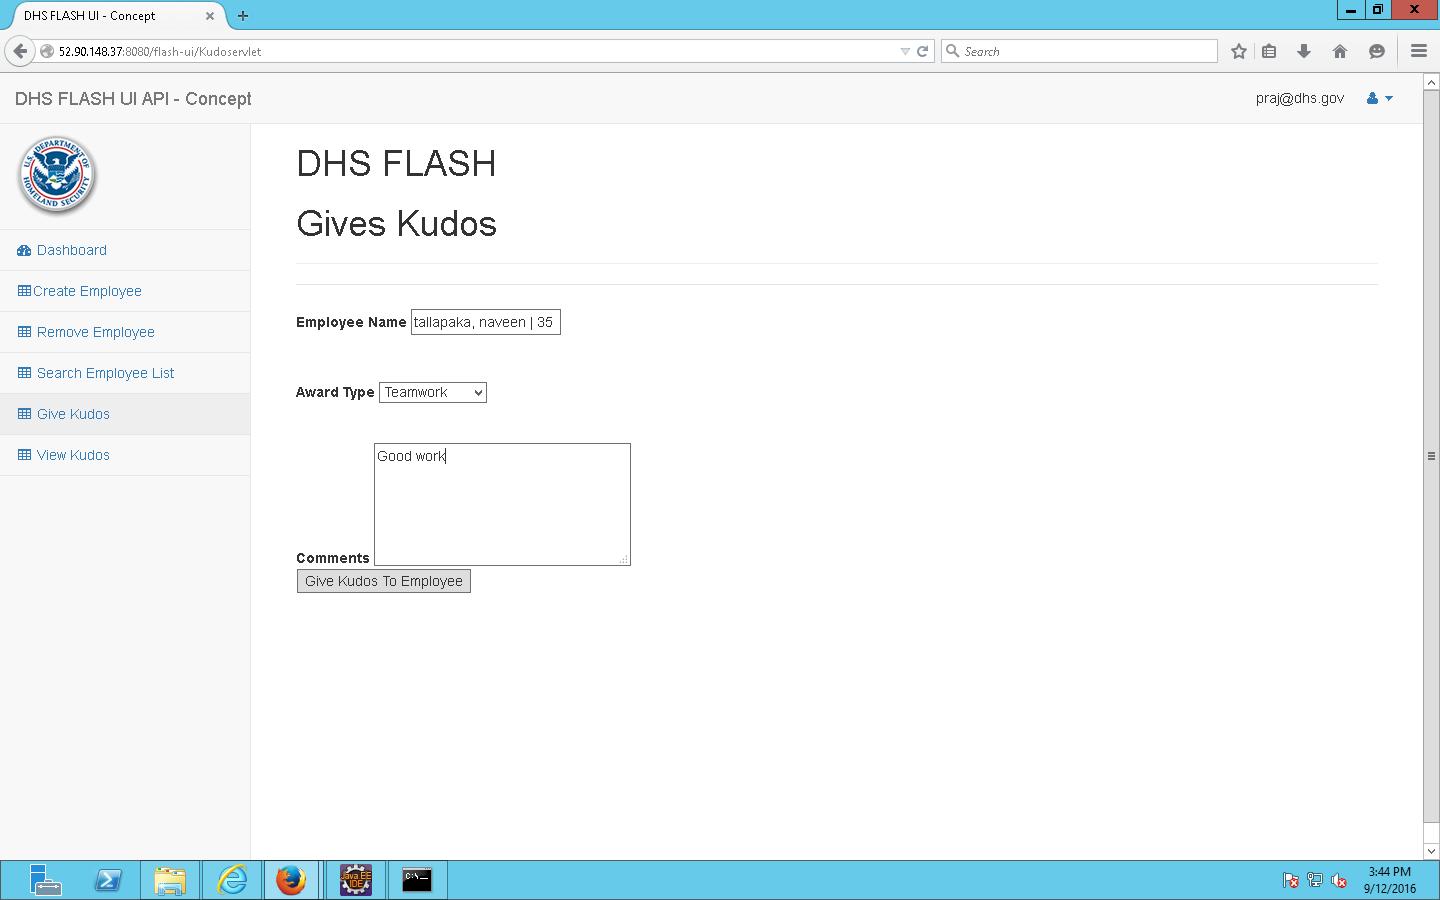 DHS FLASH UI - Concept
52.90.148.37:8080/flash-ui/Kudoservlet
Search
DHS FLASH UI API - Concept
praj@dhs.gov
U.S. DEPARTMENT OF
HOMELAND SECURITY
Dashboard
Create Employee
Remove Employee
Search Employee List
Give Kudos
View Kudos
DHS FLASH
Gives Kudos
Employee Name tallapaka, naveen | 35
Award Type Teamwork
Good work
Comments
Give Kudos To Employee
Java EE
IDE
C:\_
3:44 PM
9/12/2016